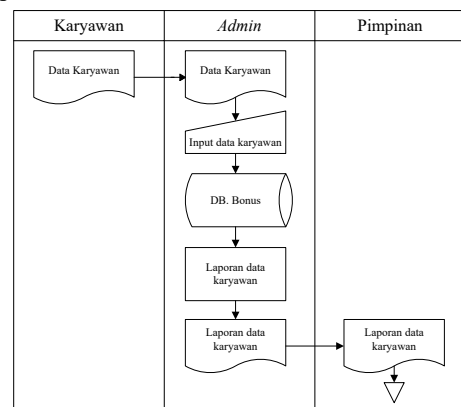 Karyawan
Admin
Pimpinan
Data Karyawan
Data Karyawan
Input data karyawan
DB. Bonus
Laporan data
karyawan
Laporan data
karyawan
Laporan data
karyawan